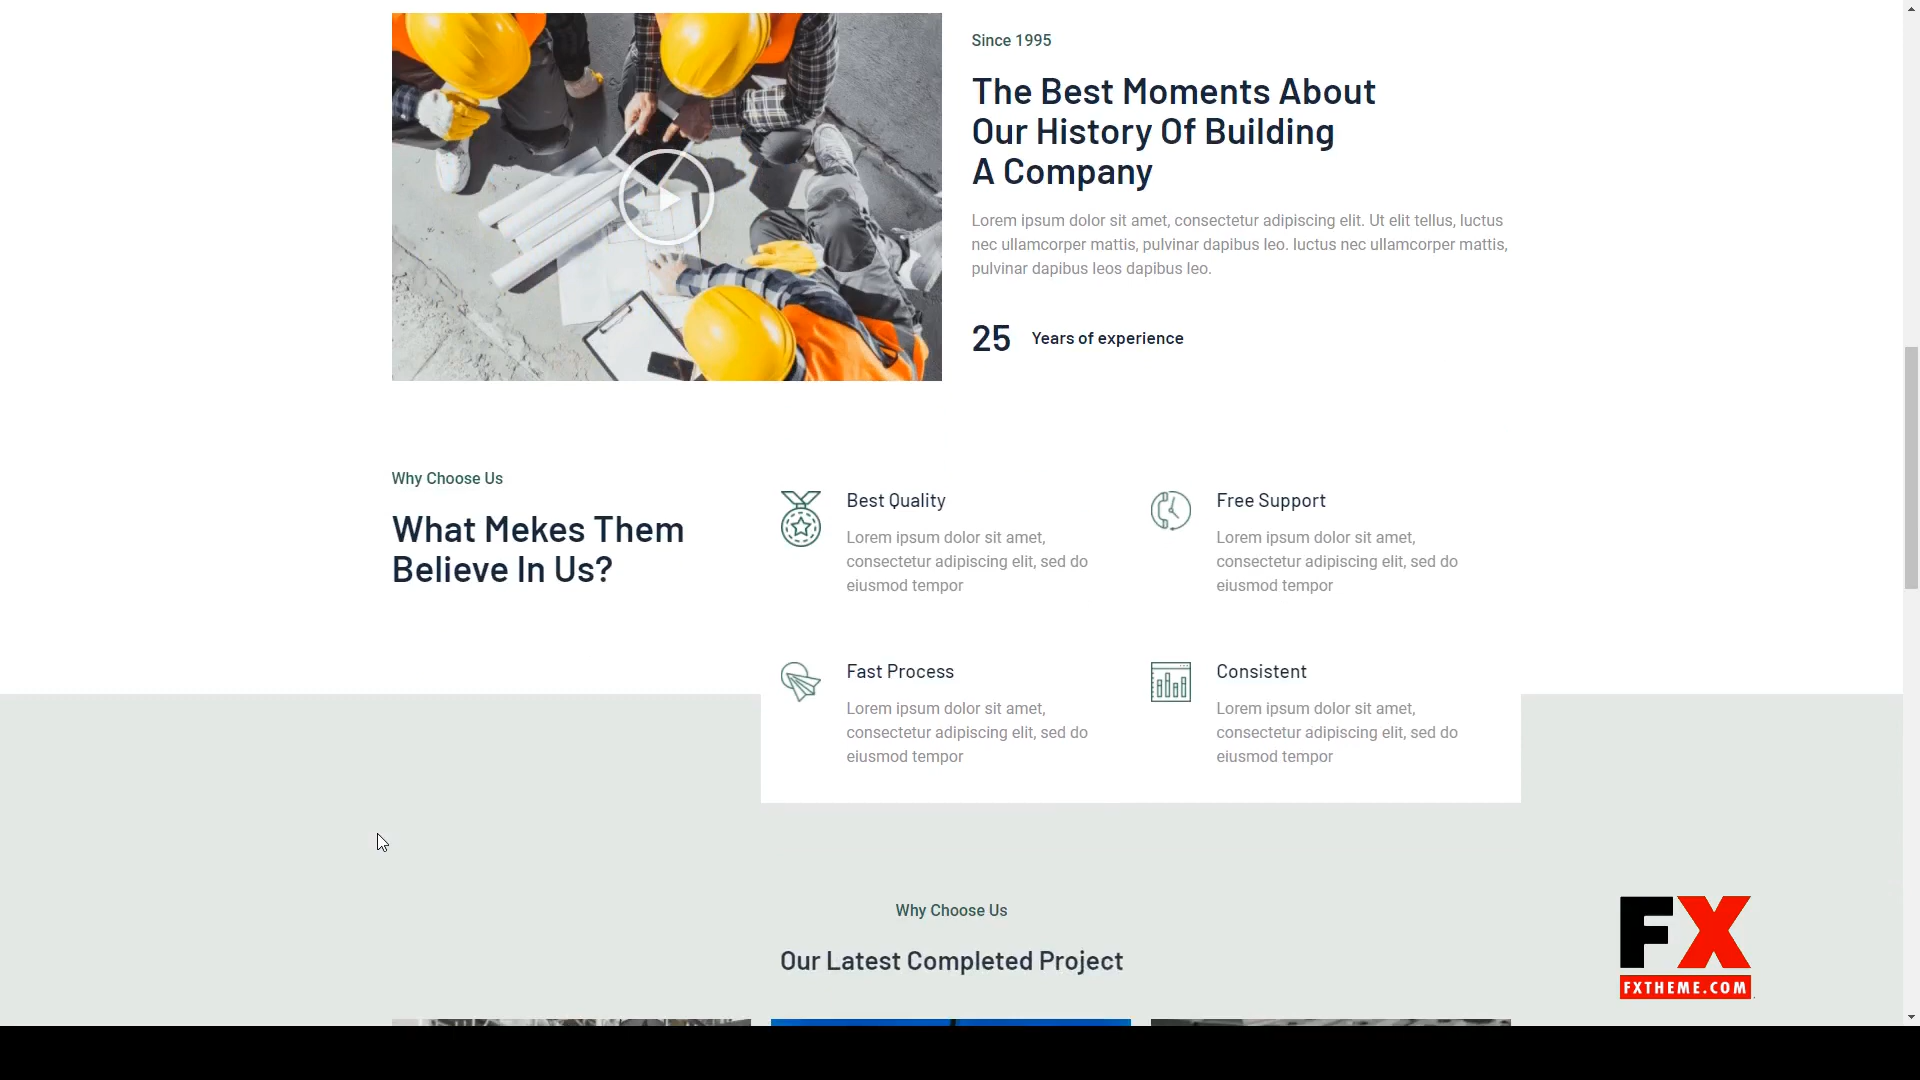 Since 1995
The Best Moments About
Our History Of Building
A Company
Lorem ipsum dolor sit amet, consectetur adipiscing elit. Ut elit tellus, luctus
nec ullamcorper mattis, pulvinar dapibus leo. luctus nec ullamcorper mattis,
pulvinar dapibus leos dapibus leo.
25 Years of experience
Why Choose Us
What Mekes Them
Believe In Us?
Best Quality
Lorem ipsum dolor sit amet,
consectetur adipiscing elit, sed do
eiusmod tempor
Free Support
Lorem ipsum dolor sit amet,
consectetur adipiscing elit, sed do
eiusmod tempor
Fast Process
Lorem ipsum dolor sit amet,
consectetur adipiscing elit, sed do
eiusmod tempor
Consistent
Lorem ipsum dolor sit amet,
consectetur adipiscing elit, sed do
eiusmod tempor
Why Choose Us
Our Latest Completed Project
FX
FXTHEME.COM